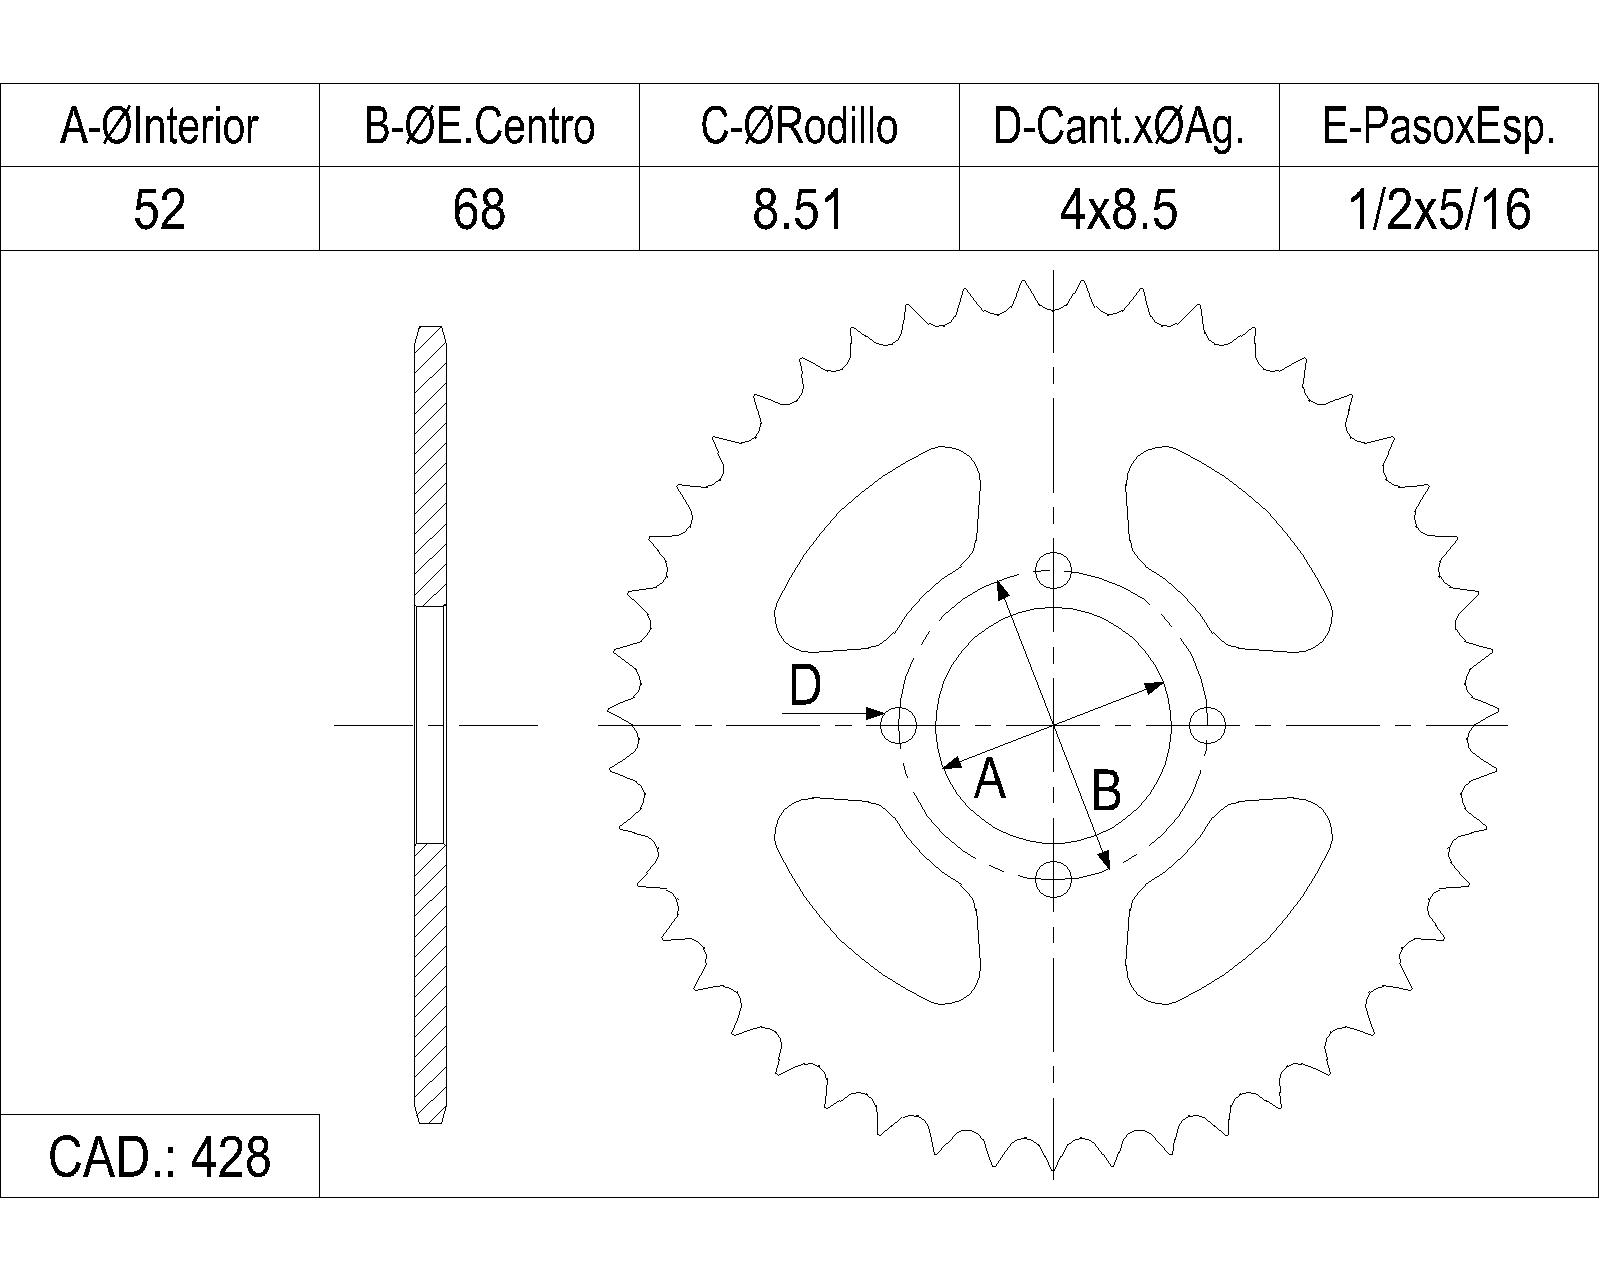 A-ØInterior B-ØE.Centro C-ØRodillo D-Cant.xØAg. E-PasoxEsp.
52 68 8.51 4x8.5 1/2x5/16
D
A
B
CAD.: 428